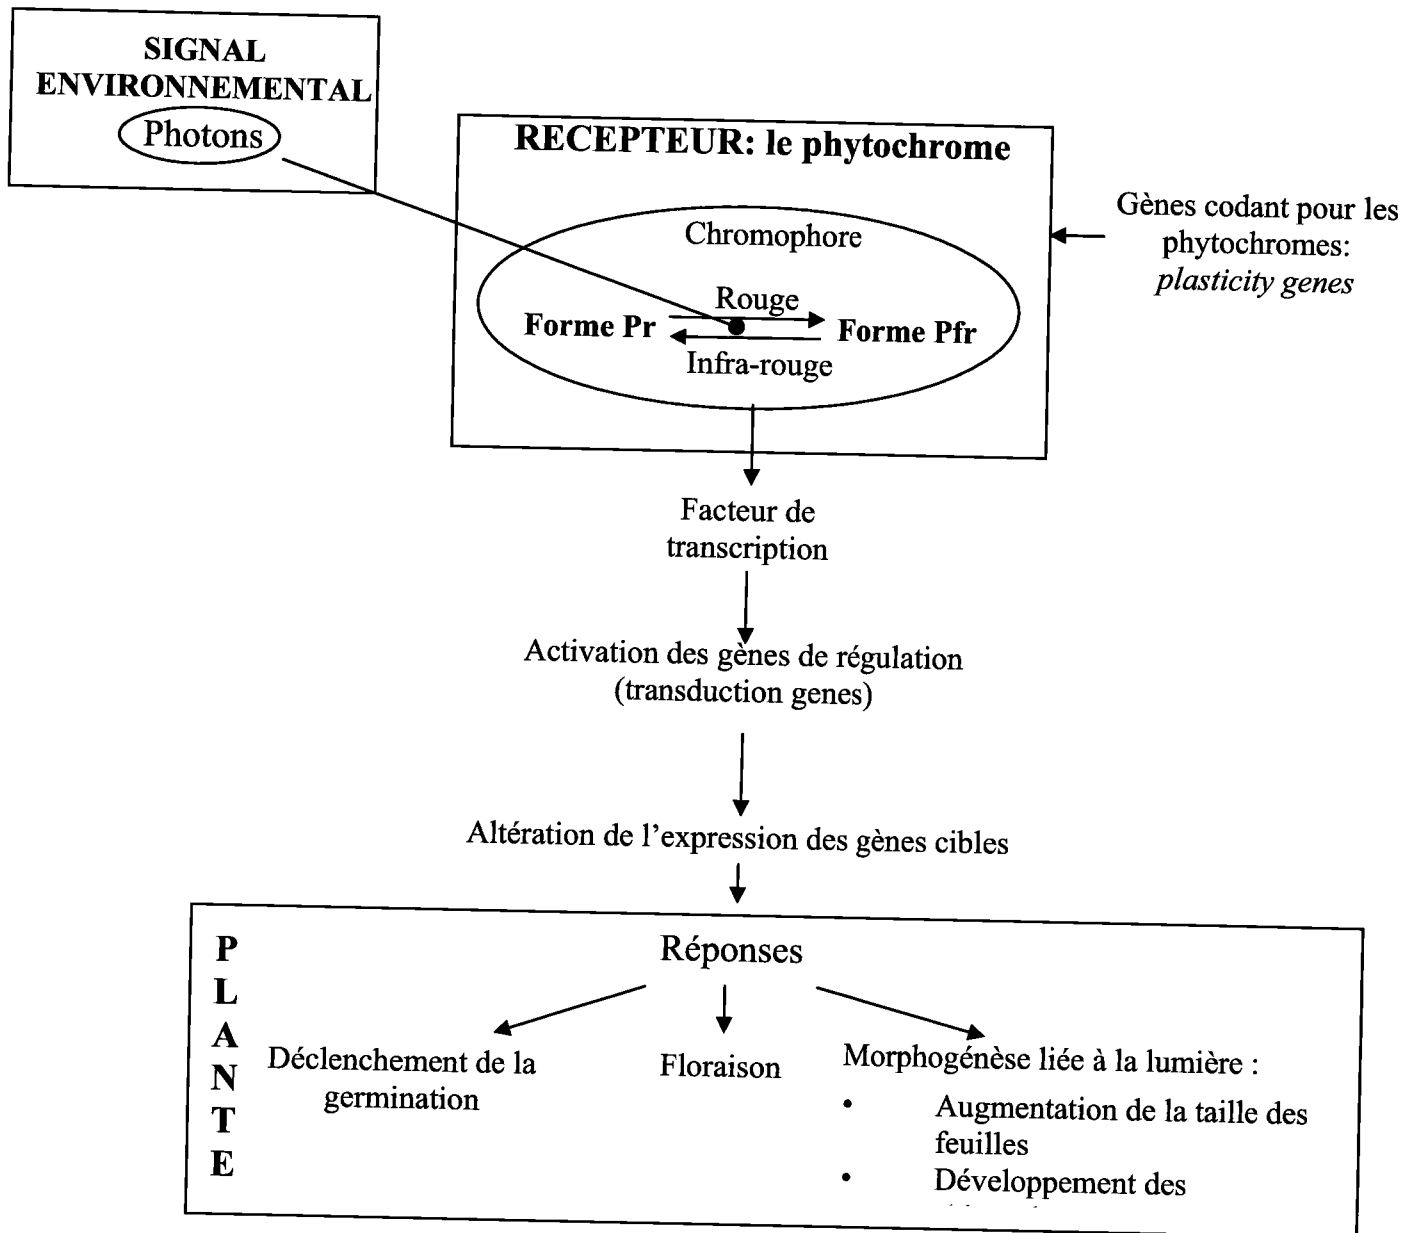 SIGNAL
ENVIRONNEMENTAL
Photons
RECEPTEUR: le phytochrome
Gènes codant pour les
phytochromes:
plasticity genes
Chromophore
Rouge
Forme Pr
Forme Pfr
Infra-rouge
Facteur de
transcription
Activation des gènes de régulation
(transduction genes)
Altération de l'expression des gènes cibles
PLANTE
Réponses
Déclenchement de la
germination
Floraison
Morphogénèse liée à la lumière :
• Augmentation de la taille des
feuilles
• Développement des